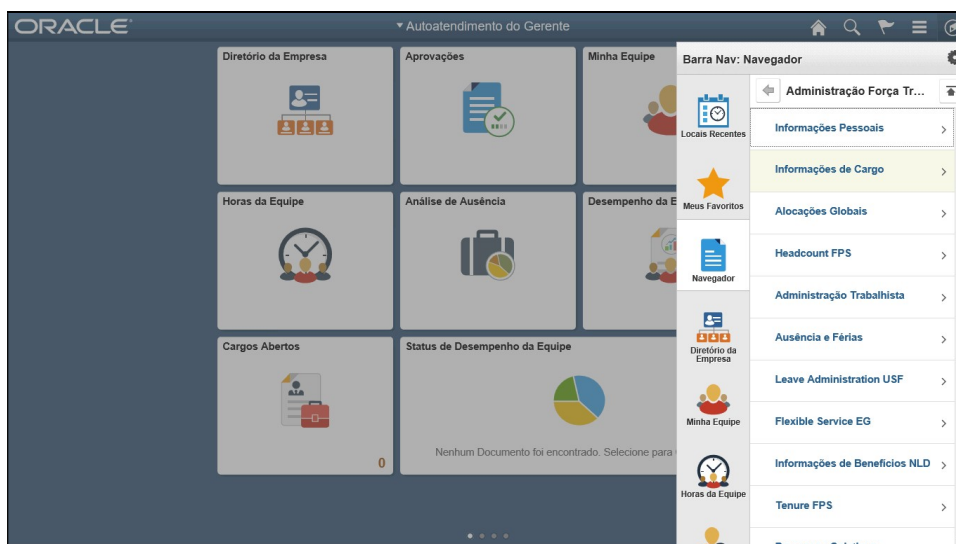 ORACLE
Autoatendimento do Gerente
Diretório da Empresa
Aprovações
Minha Equipe
Horas da Equipe
Análise de Ausência
Desempenho da E
Cargos Abertos
0
Status de Desempenho da Equipe
Nenhum Documento foi encontrado. Selecione para
Barra Nav: Navegador
Locais Recentes
Meus Favoritos
Navegador
Diretório da
Empresa
Minha Equipe
Horas da Equipe
Administração Força Tr...
Informações Pessoais
Informações de Cargo
Alocações Globais
Headcount FPS
Administração Trabalhista
Ausência e Férias
Leave Administration USF
Flexible Service EG
Informações de Benefícios NLD
Tenure FPS